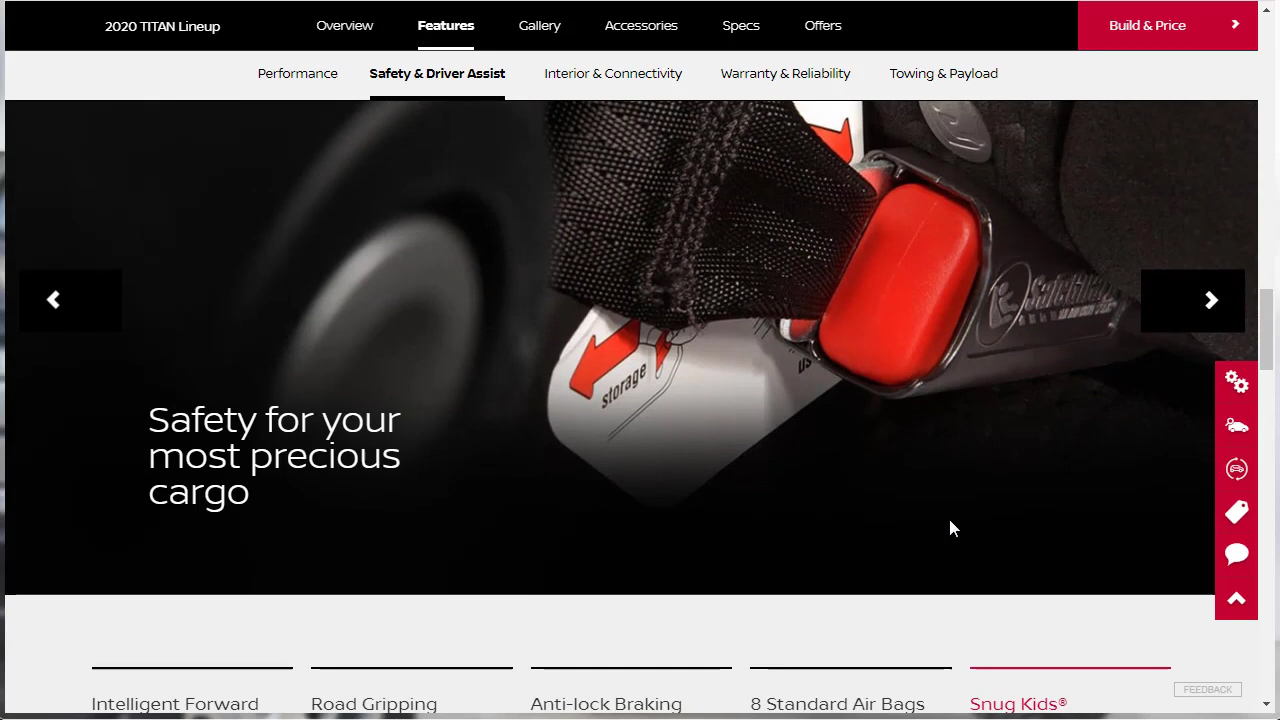 2020 TITAN Lineup
Overview
Features
Gallery
Accessories
Specs
Offers
Build & Price
Performance
Safety & Driver Assist
Interior & Connectivity
Warranty & Reliability
Towing & Payload
storage
us
Safety for your
most precious
cargo
Intelligent Forward
Road Gripping
Anti-lock Braking
8 Standard Air Bags
Snug Kids®
FEEDBACK